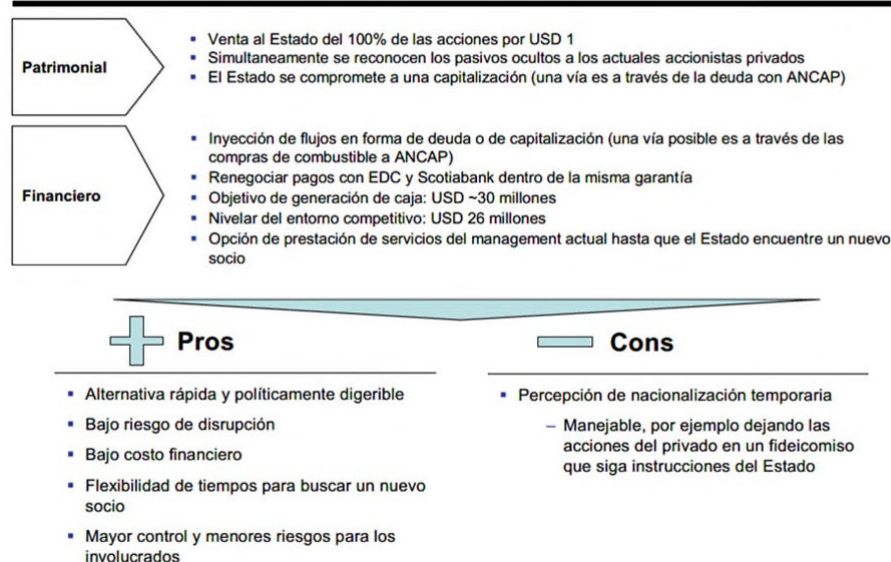 Patrimonial
▪ Venta al Estado del 100% de las acciones por USD 1
▪ Simultaneamente se reconocen los pasivos ocultos a los actuales accionistas privados
▪ El Estado se compromete a una capitalización (una vía es a través de la deuda con ANCAP)
Financiero
▪ Inyección de flujos en forma de deuda o de capitalización (una vía posible es a través de las
compras de combustible a ANCAP)
▪ Renegociar pagos con EDC y Scotiabank dentro de la misma garantía
▪ Objetivo de generación de caja: USD ~30 millones
▪ Nivelar del entorno competitivo: USD 26 millones
▪ Opción de prestación de servicios del management actual hasta que el Estado encuentre un nuevo
socio
Pros
▪ Alternativa rápida y políticamente digerible
▪ Bajo riesgo de disrupción
▪ Bajo costo financiero
▪ Flexibilidad de tiempos para buscar un nuevo
socio
▪ Mayor control y menores riesgos para los
involucrados
Cons
▪ Percepción de nacionalización temporaria
– Manejable, por ejemplo dejando las
acciones del privado en un fideicomiso
que siga instrucciones del Estado